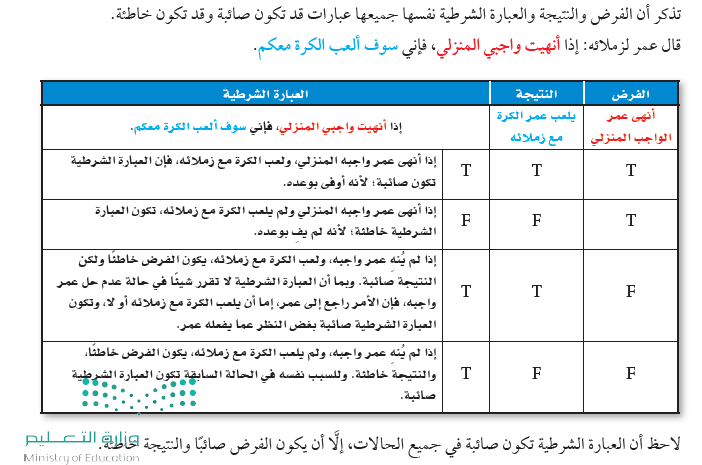 تذكر أن الفرض والنتيجة والعبارة الشرطية نفسها جميعها عبارات قد تكون صائبة وقد تكون خاطئة.
قال عمر لزملائه: إذا أنهيت واجبي المنزلي، فإني سوف ألعب الكرة معكم.
الفرض النتيجة العبارة الشرطية
أنهى عمر
الواجب المنزلي
يلعب عمر الكرة
مع زملائه
إذا أنهيت واجبي المنزلي، فإني سوف ألعب الكرة معكم.
T T T
إذا أنهى عمر واجبه المنزلي، ولعب الكرة مع زملائه، فإن العبارة الشرطية
تكون صائبة؛ لأنه أوفى بوعده.
T F F
إذا أنهى عمر واجبه المنزلي ولم يلعب الكرة مع زملائه، تكون العبارة
الشرطية خاطئة؛ لأنه لم يفِ بوعده.
F T T
إذا لم يُنهِ عمر واجبه، ولعب الكرة مع زملائه، يكون الفرض خاطئًا ولكن
النتيجة صائبة. وبما أن العبارة الشرطية لا تقرر شيئًا في حالة عدم حل عمر
واجبه، فإن الأمر راجع إلى عمر، إما أن يلعب الكرة مع زملائه أو لا، وتكون
العبارة الشرطية صائبة بغض النظر عما يفعله عمر.
F F T
إذا لم يُنهِ عمر واجبه، ولم يلعب الكرة مع زملائه، يكون الفرض خاطئًا،
والنتيجة خاطئة. وللسبب نفسه في الحالة السابقة تكون العبارة الشرطية
صائبة.
لاحظ أن العبارة الشرطية تكون صائبة في جميع الحالات، إلَّا أن يكون الفرض صائبًا والنتيجة خاطئة.
وزارة التعليم
Ministry of Education